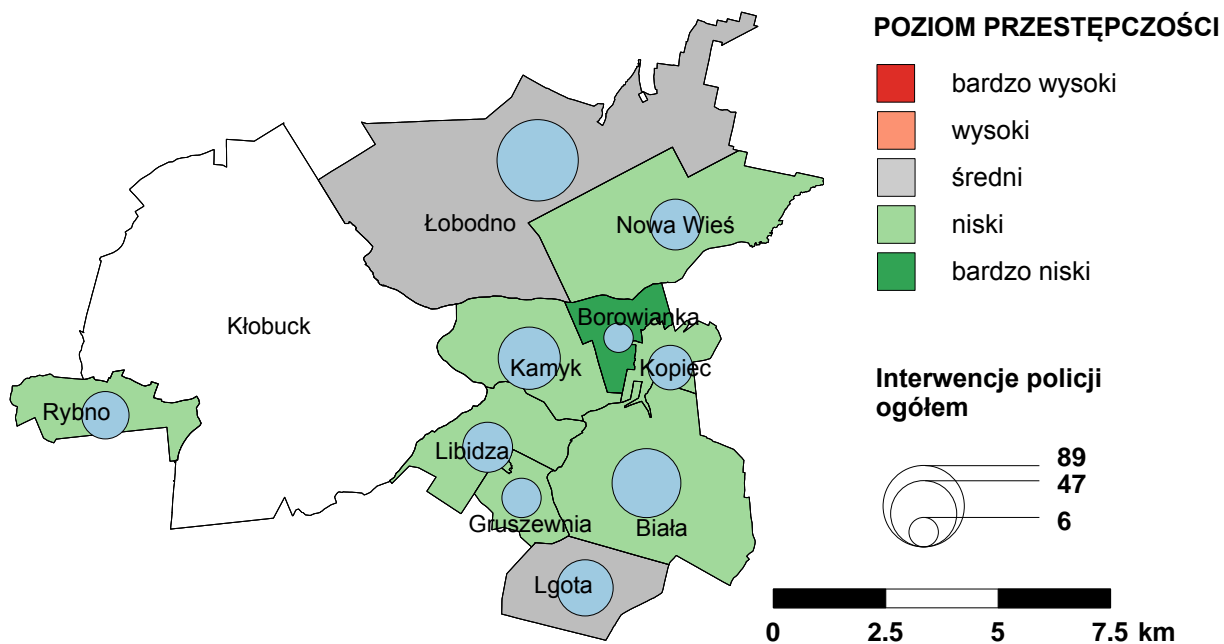 POZIOM PRZESTĘPCZOŚCI
bardzo wysoki
wysoki
średni
niski
bardzo niski
Łobodno
Nowa Wieś
Borowianka
Kłobuck
Kamyk
Kopiec
Rybno
Libidza
Gruszewnia
Biała
Lgota
Interwencje policji
ogółem
89
47
6
0 2.5 5 7.5 km